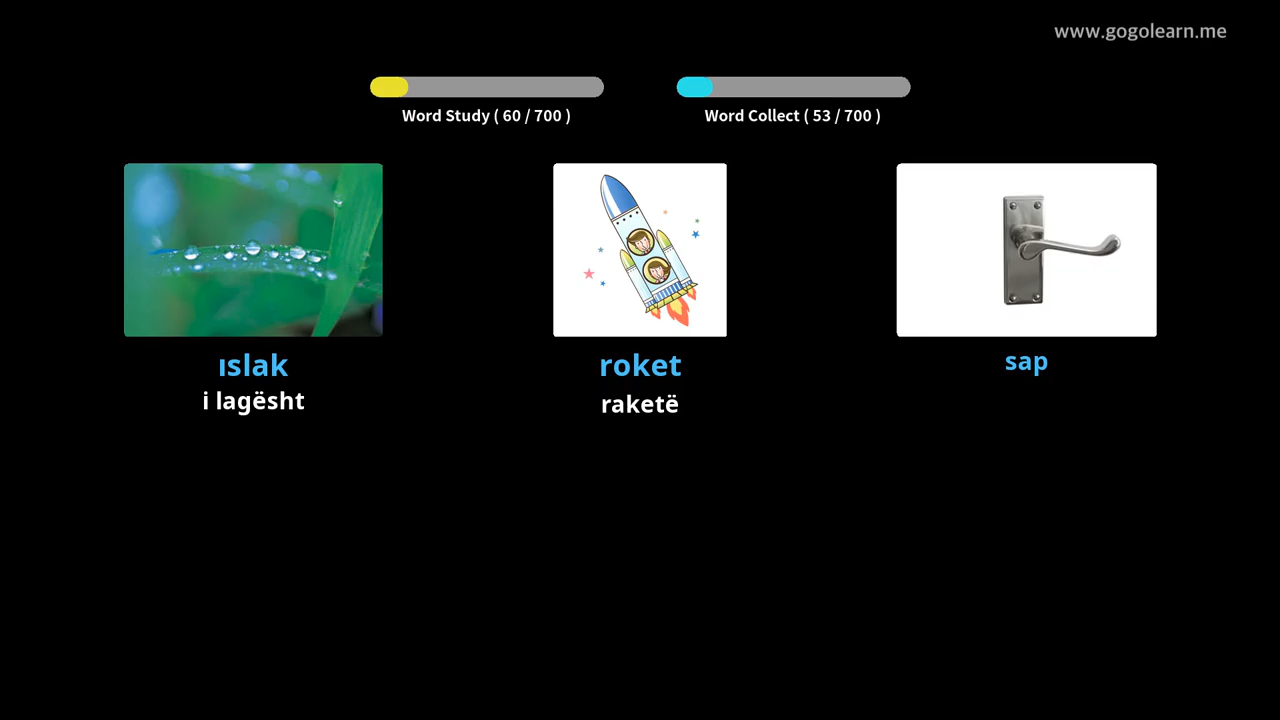 www.gogolearn.me
Word Study ( 60 / 700 )
Word Collect ( 53 / 700 )
ıslak
i lagësht
roket
raketë
sap